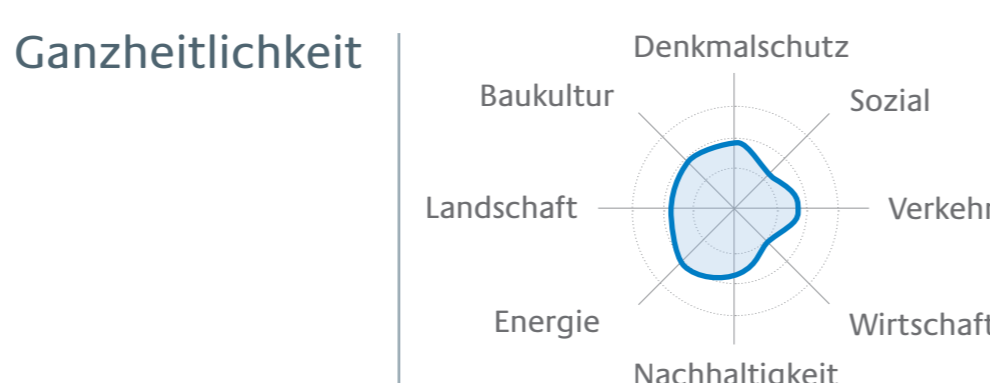 Ganzheitlichkeit
Denkmalschutz
Baukultur
Sozial
Landschaft
Verkehr
Energie
Wirtschaft
Nachhaltigkeit